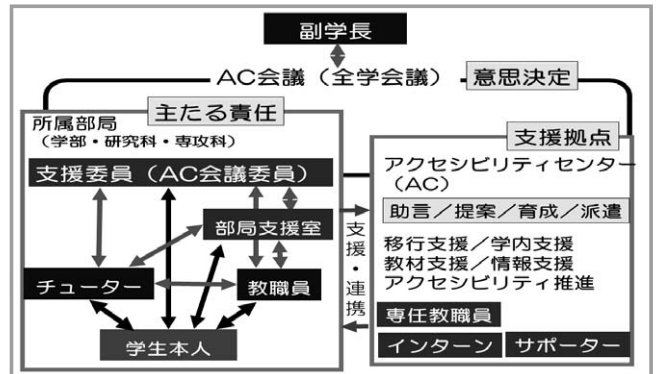 副学長
AC会議（全学会議） 意思決定
主たる責任
所属部局
（学部・研究科・専攻科）
支援委員（AC会議委員）
部局支援室
チューター
教職員
学生本人
支援・連携
支援拠点
アクセシビリティセンター
（AC）
助言／提案／育成／派遣
移行支援／学内支援
教材支援／情報支援
アクセシビリティ推進
専任教職員
インターン サポーター